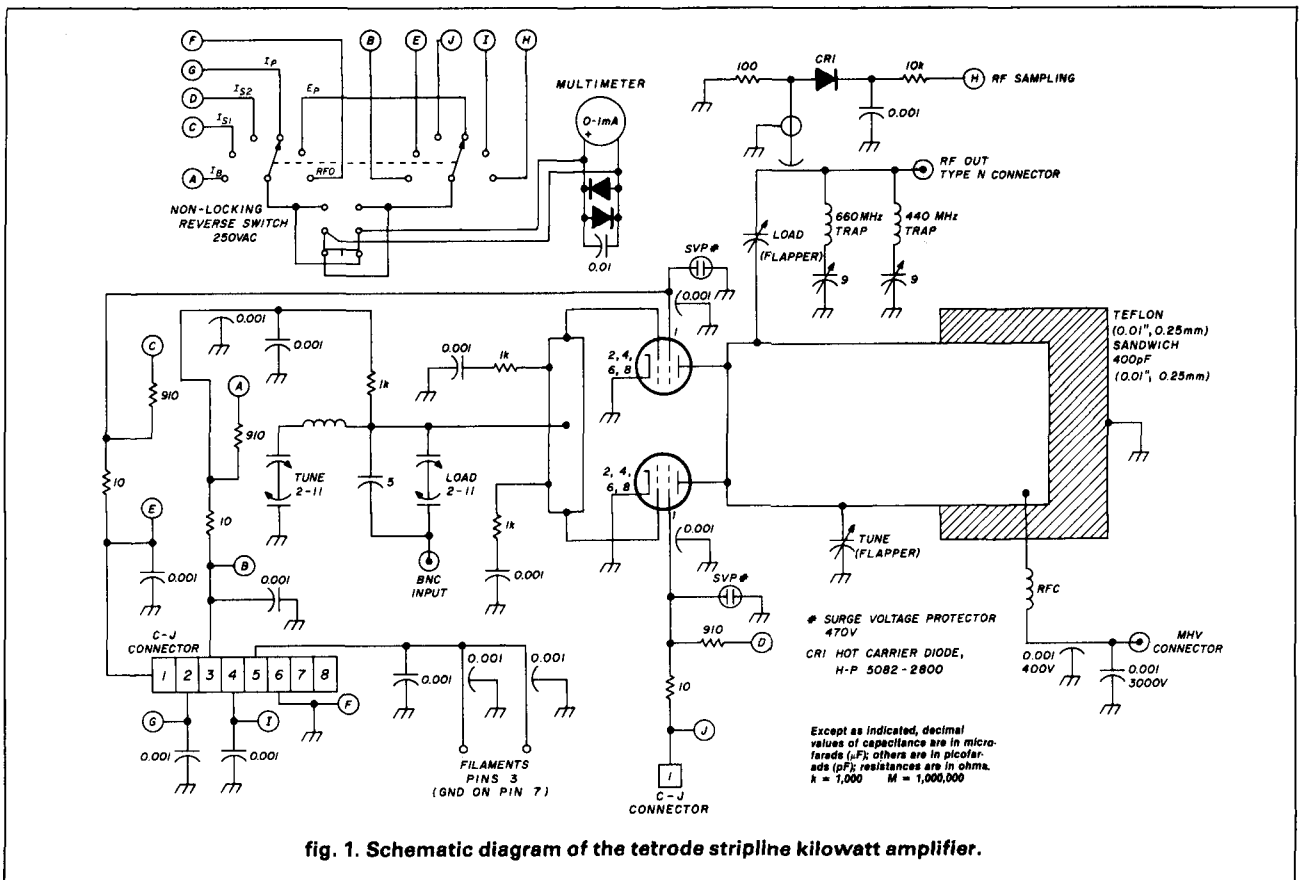 F
G
D
C
A
I_P
I_S2
I_S1
I_B
E_P
RFO
B
E
J
I
H
NON-LOCKING
REVERSE SWITCH
250VAC
MULTIMETER
0-1mA
+
0.01
100
CR1
10k
H RF SAMPLING
0.001
RF OUT
TYPE N CONNECTOR
LOAD
(FLAPPER)
660MHz
TRAP
440 MHz
TRAP
9
9
SVP#
0.001
1
2, 4,
6, 8
TEFLON
(0.01", 0.25mm)
SANDWICH
400pF
(0.01", 0.25mm)
C
910
A
910
0.001
0.001
1k
0.001
1k
10
10
TUNE
2-11
5
LOAD
2-11
BNC
INPUT
1k
0.001
2, 4,
6, 8
1
0.001
SVP#
TUNE
(FLAPPER)
RFC
E
0.001
B
0.001
C-J
CONNECTOR
1 2 3 4 5 6 7 8
G
I
F
0.001
0.001
0.001
0.001
0.001
FILAMENTS
PINS 3
(GND ON PIN 7)
910
D
10
J
1
C-J
CONNECTOR
# SURGE VOLTAGE PROTECTOR
470V
CR1 HOT CARRIER DIODE,
H-P 5082-2800
MHV
CONNECTOR
0.001
400V
0.001
3000V
Except as indicated, decimal
values of capacitance are in micro-
farads (μF); others are in picofar-
ads (pF); resistances are in ohms.
k = 1,000 M = 1,000,000
fig. 1. Schematic diagram of the tetrode stripline kilowatt amplifier.